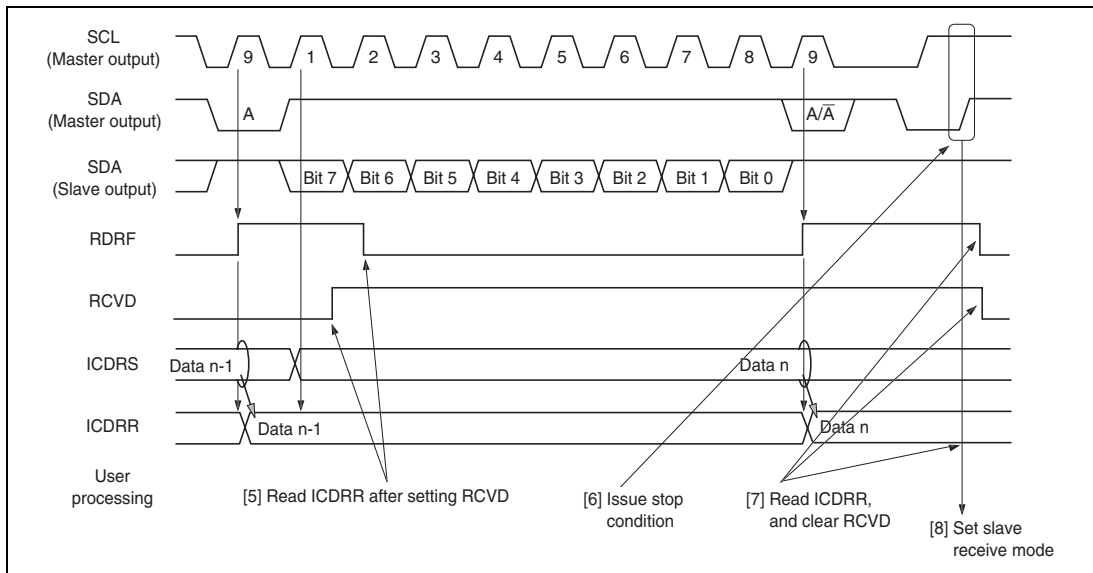 SCL
(Master output)
9 1 2 3 4 5 6 7 8 9
SDA
(Master output)
A A/A̅
SDA
(Slave output)
Bit 7 Bit 6 Bit 5 Bit 4 Bit 3 Bit 2 Bit 1 Bit 0
RDRF
RCVD
ICDRS
Data n-1 Data n
ICDRR
Data n-1 Data n
User
processing
[5] Read ICDRR after setting RCVD
[6] Issue stop
condition
[7] Read ICDRR,
and clear RCVD
[8] Set slave
receive mode